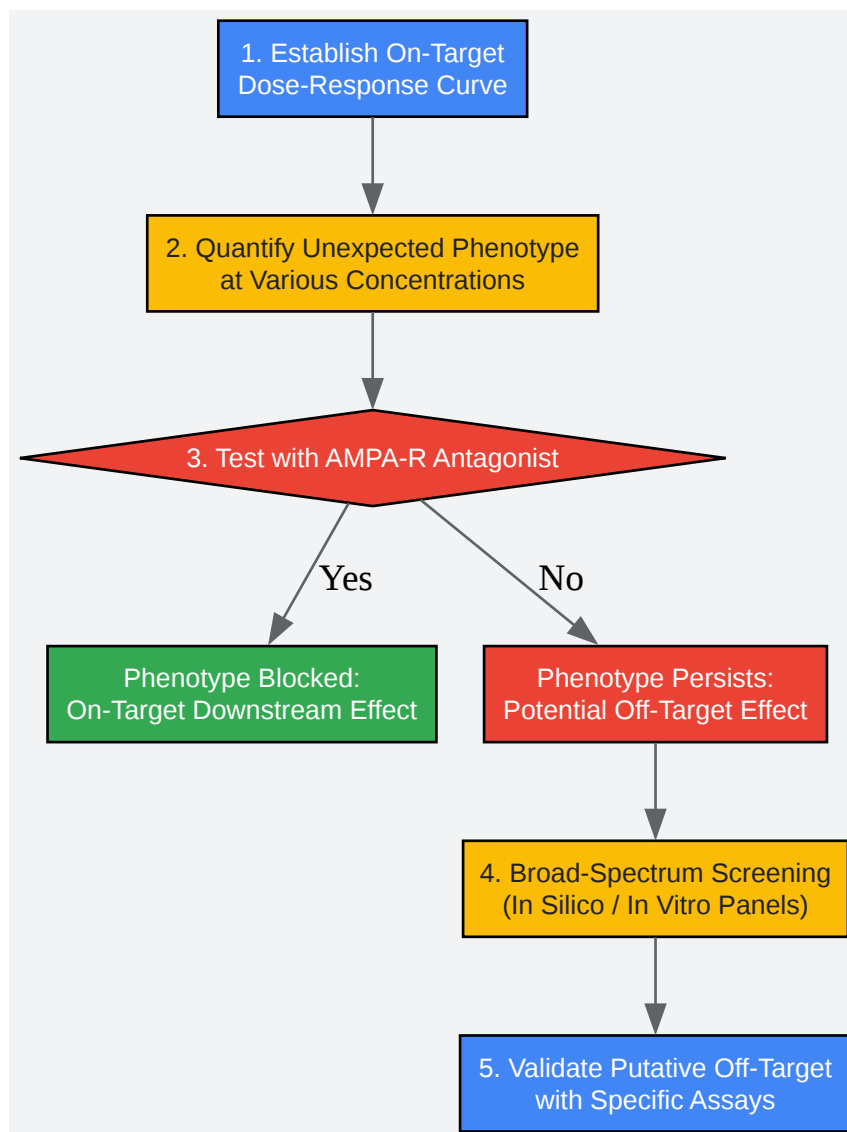 1. Establish On-Target
Dose-Response Curve
2. Quantify Unexpected Phenotype
at Various Concentrations
3. Test with AMPA-R Antagonist
Yes
No
Phenotype Blocked:
On-Target Downstream Effect
Phenotype Persists:
Potential Off-Target Effect
4. Broad-Spectrum Screening
(In Silico / In Vitro Panels)
5. Validate Putative Off-Target
with Specific Assays